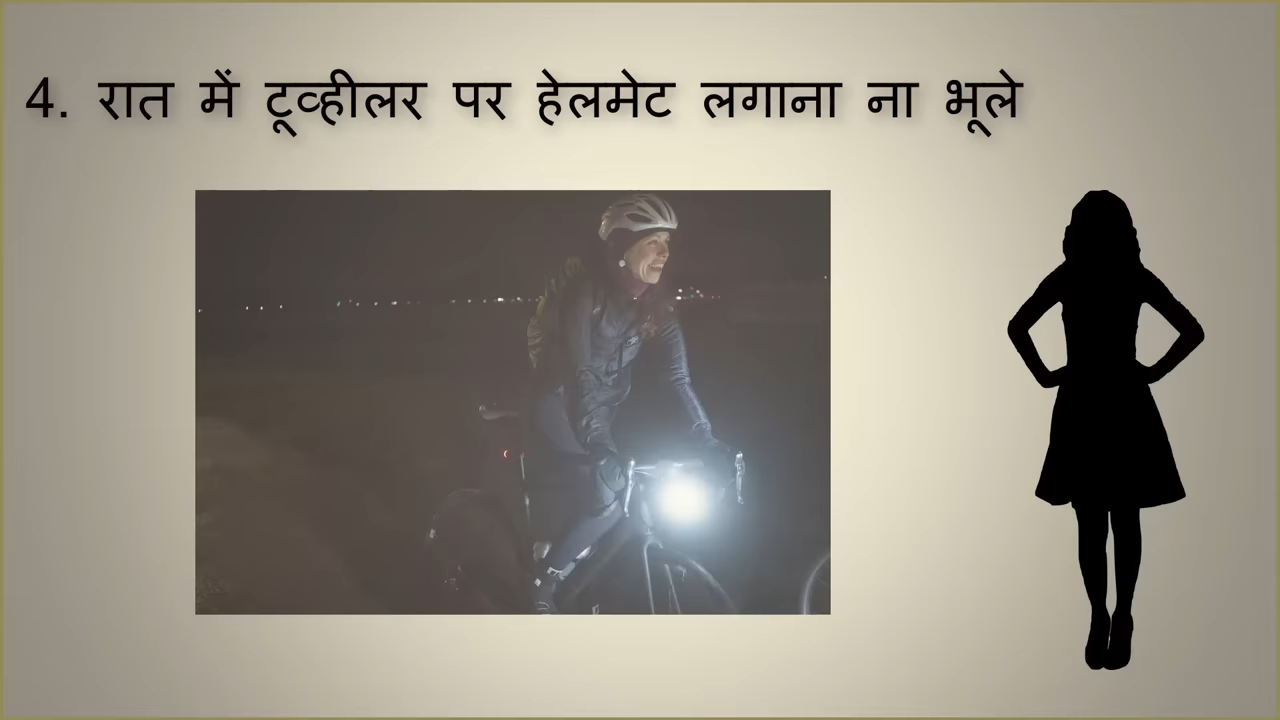 4. रात में टूव्हीलर पर हेलमेट लगाना ना भूले